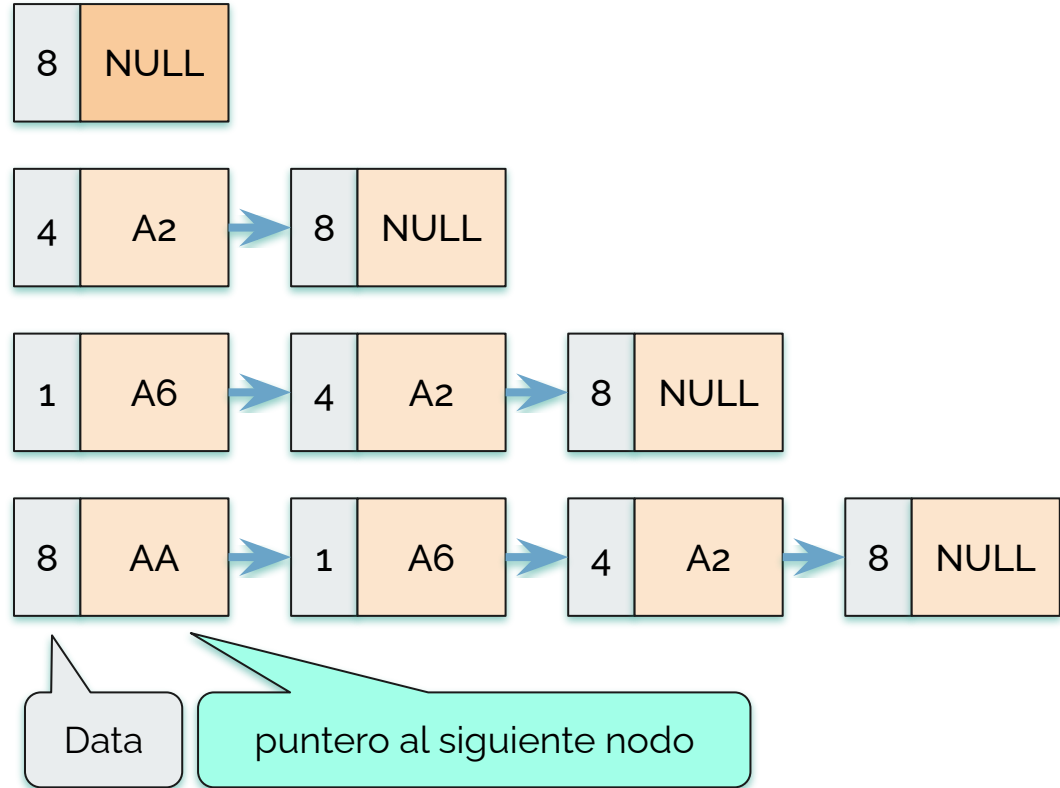 8 NULL
4 A2 8 NULL
1 A6 4 A2 8 NULL
8 AA 1 A6 4 A2 8 NULL
Data puntero al siguiente nodo